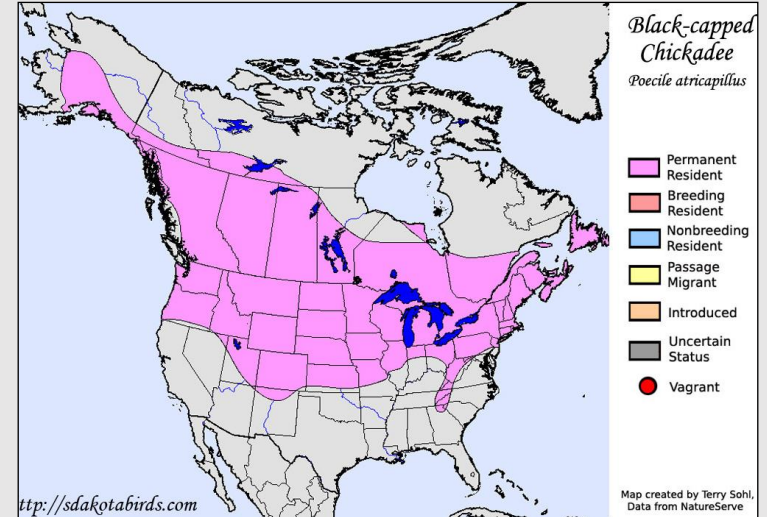 Black-capped
Chickadee
Poecile atricapillus
Permanent
Resident
Breeding
Resident
Nonbreeding
Resident
Passage
Migrant
Introduced
Uncertain
Status
Vagrant
ttp://sdakotabirds.com
Map created by Terry Sohl,
Data from NatureServe